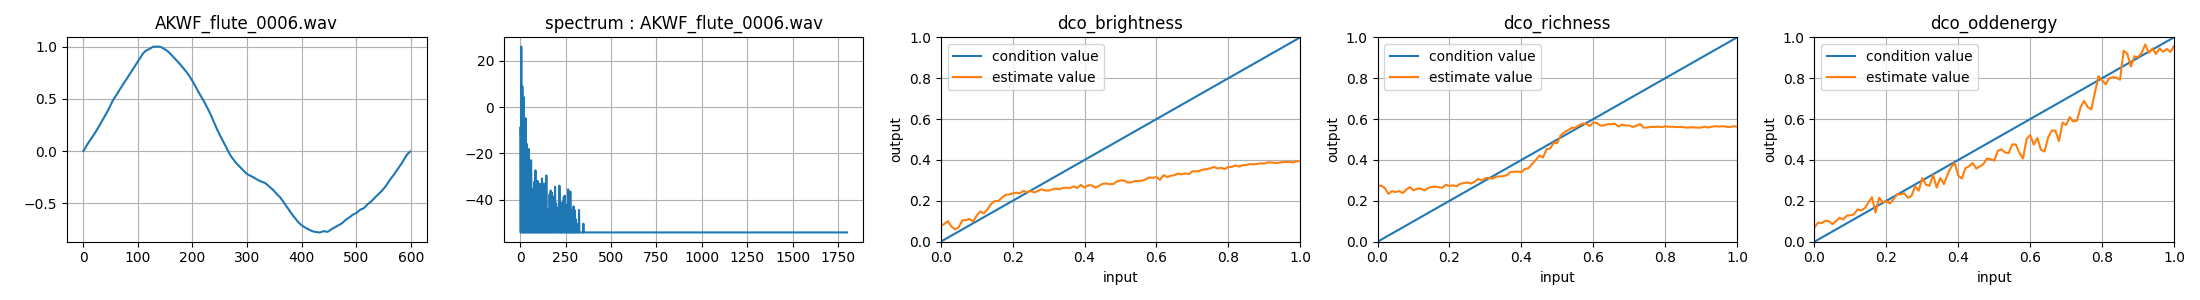 AKWF_flute_0006.wav
1.0
0.5
0.0
−0.5
0 100 200 300 400 500 600
spectrum : AKWF_flute_0006.wav
20
0
−20
−40
0 250 500 750 1000 1250 1500 1750
dco_brightness
condition value
estimate value
output
1.0
0.8
0.6
0.4
0.2
0.0
0.0 0.2 0.4 0.6 0.8 1.0
input
dco_richness
condition value
estimate value
output
1.0
0.8
0.6
0.4
0.2
0.0
0.0 0.2 0.4 0.6 0.8 1.0
input
dco_oddenergy
condition value
estimate value
output
1.0
0.8
0.6
0.4
0.2
0.0
0.0 0.2 0.4 0.6 0.8 1.0
input